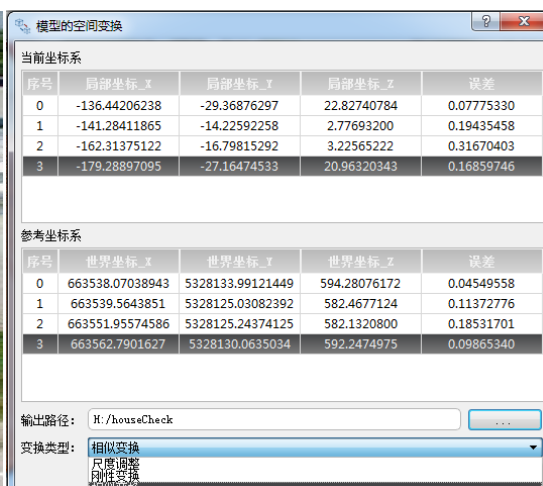 模型的空间变换
当前坐标系
序号 局部坐标_X 局部坐标_Y 局部坐标_Z 误差
0 -136.44206238 -29.36876297 22.82740784 0.07775330
1 -141.28411865 -14.22592258 2.77693200 0.19435458
2 -162.31375122 -16.79815292 3.22565222 0.31670403
3 -179.28897095 -27.16474533 20.96320343 0.16859746
参考坐标系
序号 世界坐标_X 世界坐标_Y 世界坐标_Z 误差
0 663538.07038943 5328133.99121449 594.28076172 0.04549558
1 663539.5643851 5328125.03082392 582.4677124 0.11372776
2 663551.95574586 5328125.24374125 582.1320800 0.18531701
3 663562.7901627 5328130.0635034 592.2474975 0.09865340
输出路径： H:/houseCheck ...
变换类型： 相似变换
尺度调整
刚性变换